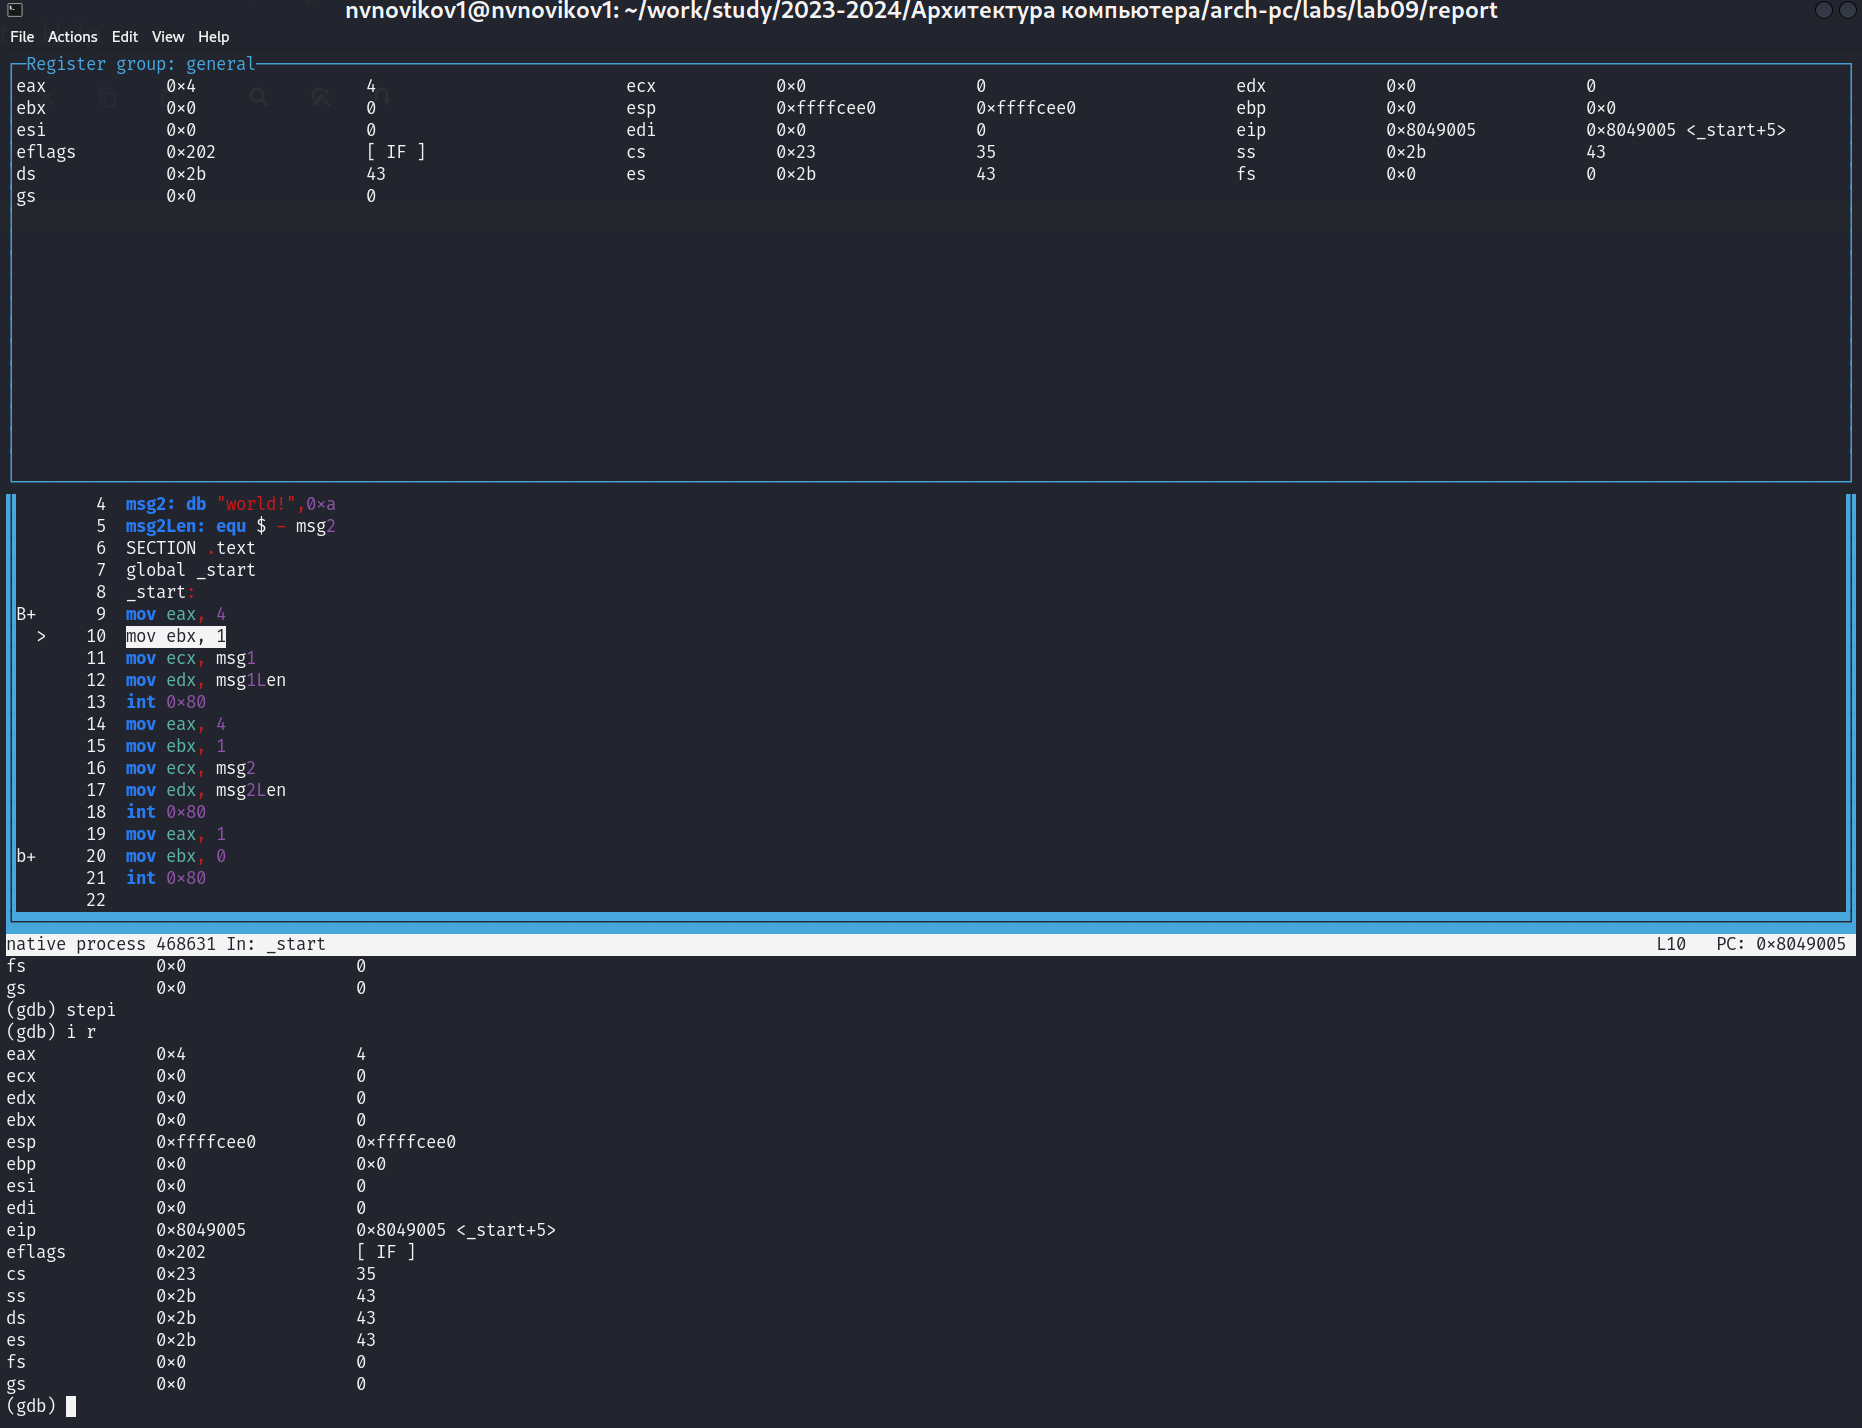 nvnovikov1@nvnovikov1: ~/work/study/2023-2024/Архитектура компьютера/arch-pc/labs/lab09/report
File Actions Edit View Help
Register group: general
eax 0×4 4 ecx 0×0 0 edx 0×0 0
ebx 0×0 0 esp 0×ffffcee0 0×ffffcee0 ebp 0×0 0×0
esi 0×0 0 edi 0×0 0 eip 0×8049005 0×8049005 <_start+5>
eflags 0×202 [ IF ] cs 0×23 35 ss 0×2b 43
ds 0×2b 43 es 0×2b 43 fs 0×0 0
gs 0×0 0
4 msg2: db "world!",0×a
5 msg2Len: equ $ - msg2
6 SECTION .text
7 global _start
8 _start:
B+ 9 mov eax, 4
> 10 mov ebx, 1
11 mov ecx, msg1
12 mov edx, msg1Len
13 int 0×80
14 mov eax, 4
15 mov ebx, 1
16 mov ecx, msg2
17 mov edx, msg2Len
18 int 0×80
19 mov eax, 1
b+ 20 mov ebx, 0
21 int 0×80
22
native process 468631 In: _start L10 PC: 0×8049005
fs 0×0 0
gs 0×0 0
(gdb) stepi
(gdb) i r
eax 0×4 4
ecx 0×0 0
edx 0×0 0
ebx 0×0 0
esp 0×ffffcee0 0×ffffcee0
ebp 0×0 0×0
esi 0×0 0
edi 0×0 0
eip 0×8049005 0×8049005 <_start+5>
eflags 0×202 [ IF ]
cs 0×23 35
ss 0×2b 43
ds 0×2b 43
es 0×2b 43
fs 0×0 0
gs 0×0 0
(gdb)